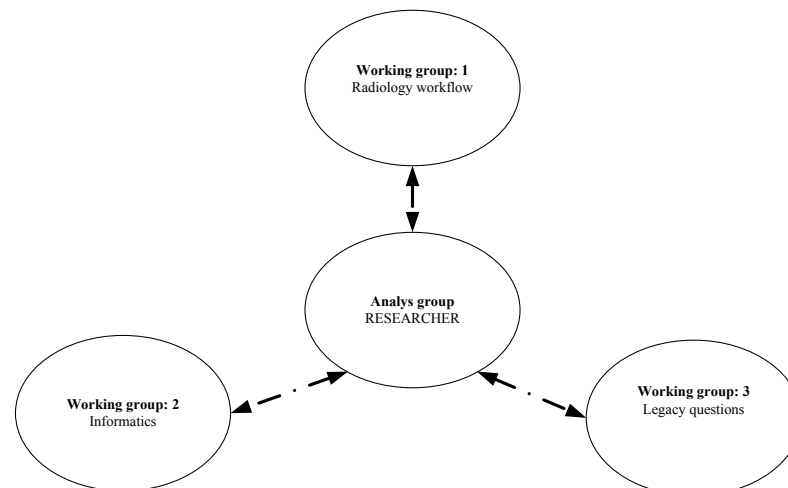 Working group: 1
Radiology workflow
Analys group
RESEARCHER
Working group: 2
Informatics
Working group: 3
Legacy questions